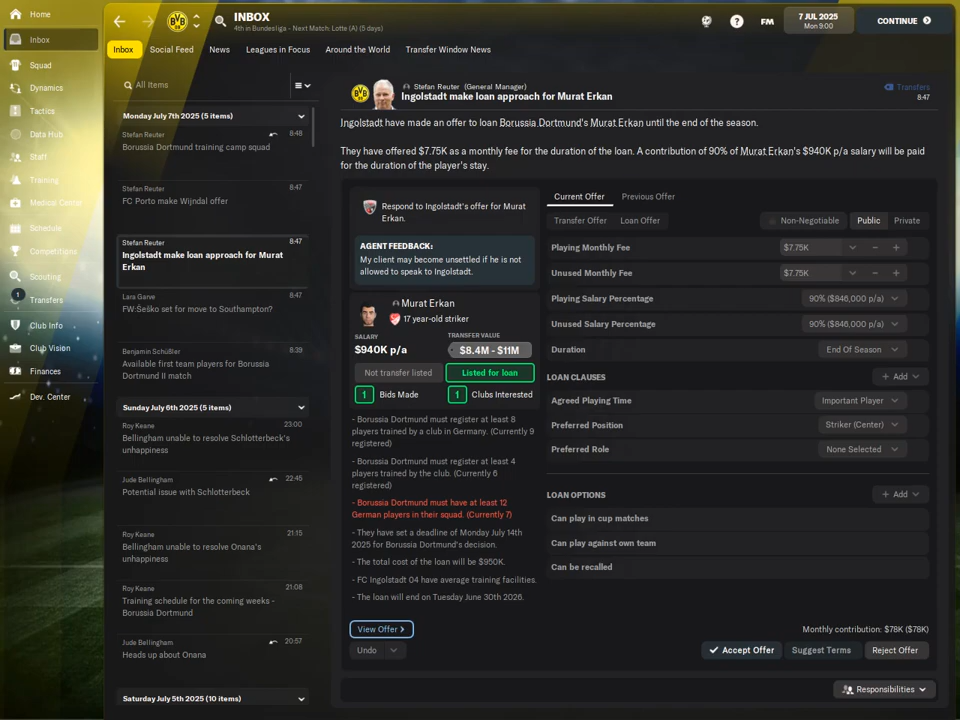 Home
Inbox
Squad
Dynamics
Tactics
Data Hub
Staff
Training
Medical Center
Schedule
Competitions
Scouting
1
Transfers
Club Info
Club Vision
Finances
Dev. Center
BVB
09
INBOX
4th in Bundesliga - Next Match: Lotte (A) (5 days)
?
FM
7 JUL 2025
Mon 9:00
CONTINUE
Inbox
Social Feed
News
Leagues in Focus
Around the World
Transfer Window News
All Items
Monday July 7th 2025 (5 items)
Stefan Reuter
8:48
Borussia Dortmund training camp squad
Stefan Reuter
8:47
FC Porto make Wijndal offer
Stefan Reuter
8:47
Ingolstadt make loan approach for Murat
Erkan
Lara Garve
8:47
FW:Šeško set for move to Southampton?
Benjamin Schüßler
8:39
Available first team players for Borussia
Dortmund II match
Sunday July 6th 2025 (5 items)
Roy Keane
23:00
Bellingham unable to resolve Schlotterbeck's
unhappiness
Jude Bellingham
22:45
Potential issue with Schlotterbeck
Roy Keane
21:15
Bellingham unable to resolve Onana's
unhappiness
Roy Keane
21:08
Training schedule for the coming weeks -
Borussia Dortmund
Jude Bellingham
20:57
Heads up about Onana
Saturday July 5th 2025 (10 items)
BVB
09
Stefan Reuter (General Manager)
Ingolstadt make loan approach for Murat Erkan
Transfers
8:47
Ingolstadt have made an offer to loan Borussia Dortmund's Murat Erkan until the end of the season.
They have offered $7.75K as a monthly fee for the duration of the loan. A contribution of 90% of Murat Erkan's $940K p/a salary will be paid
for the duration of the player's stay.
Respond to Ingolstadt's offer for Murat
Erkan.
AGENT FEEDBACK:
My client may become unsettled if he is not
allowed to speak to Ingolstadt.
Murat Erkan
17 year-old striker
SALARY
$940K p/a
TRANSFER VALUE
$8.4M - $11M
Not transfer listed
Listed for loan
1
Bids Made
1
Clubs Interested
- Borussia Dortmund must register at least 8
players trained by a club in Germany. (Currently 9
registered)
- Borussia Dortmund must register at least 4
players trained by the club. (Currently 6
registered)
- Borussia Dortmund must have at least 12
German players in their squad. (Currently 7)
- They have set a deadline of Monday July 14th
2025 for Borussia Dortmund's decision.
- The total cost of the loan will be $950K.
- FC Ingolstadt 04 have average training facilities.
- The loan will end on Tuesday June 30th 2026.
View Offer
Undo
Current Offer
Previous Offer
Transfer Offer
Loan Offer
Non-Negotiable
Public
Private
Playing Monthly Fee
$7.75K
Unused Monthly Fee
$7.75K
Playing Salary Percentage
90% ($846,000 p/a)
Unused Salary Percentage
90% ($846,000 p/a)
Duration
End Of Season
LOAN CLAUSES
Add
Agreed Playing Time
Important Player
Preferred Position
Striker (Center)
Preferred Role
None Selected
LOAN OPTIONS
Add
Can play in cup matches
Can play against own team
Can be recalled
Monthly contribution: $78K ($78K)
Accept Offer
Suggest Terms
Reject Offer
Responsibilities